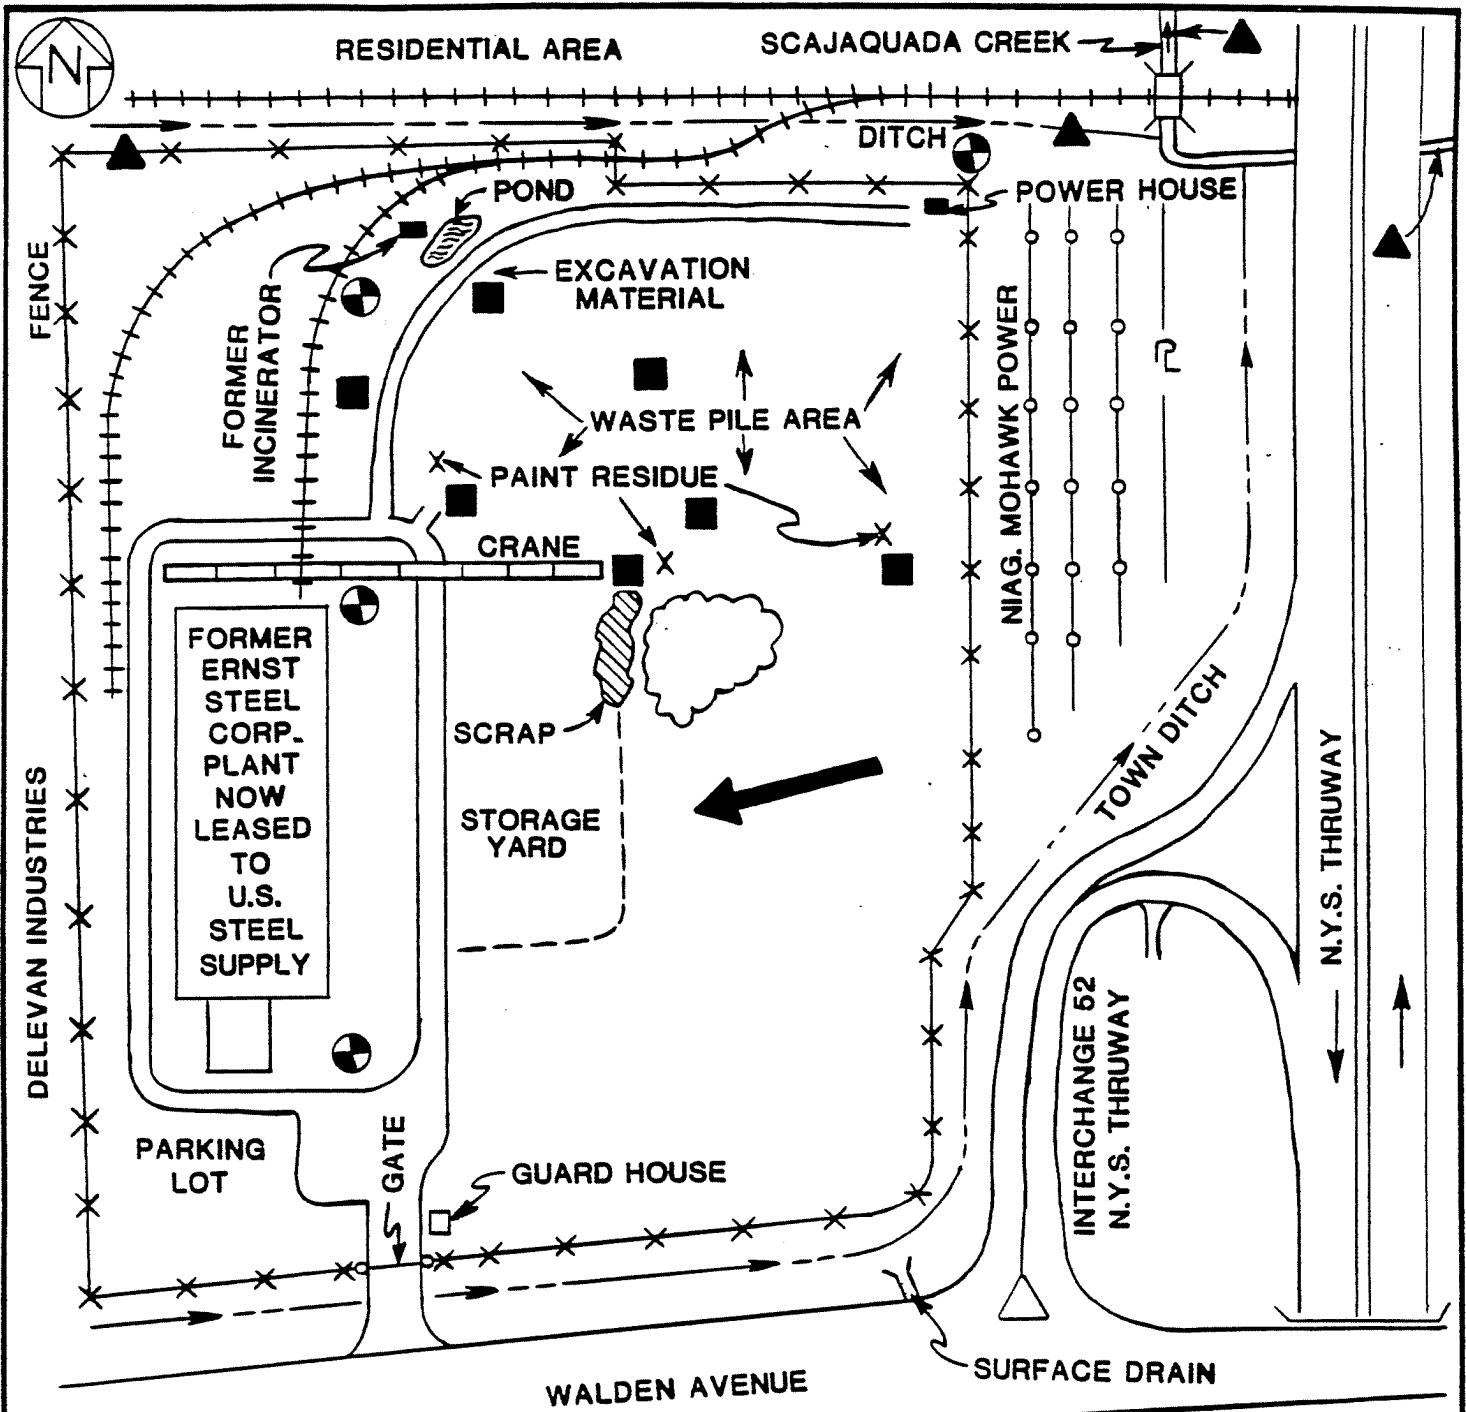 N
RESIDENTIAL AREA
SCAJAQUADA CREEK
DITCH
POND
POWER HOUSE
FENCE
EXCAVATION
MATERIAL
FORMER
INCINERATOR
WASTE PILE AREA
NIAG. MOHAWK POWER
PAINT RESIDUE
CRANE
FORMER
ERNST
STEEL
CORP.
PLANT
NOW
LEASED
TO
U.S.
STEEL
SUPPLY
SCRAP
TOWN DITCH
STORAGE
YARD
DELEVAN INDUSTRIES
N.Y.S. THRUWAY
INTERCHANGE 52
N.Y.S. THRUWAY
PARKING
LOT
GATE
GUARD HOUSE
SURFACE DRAIN
WALDEN AVENUE